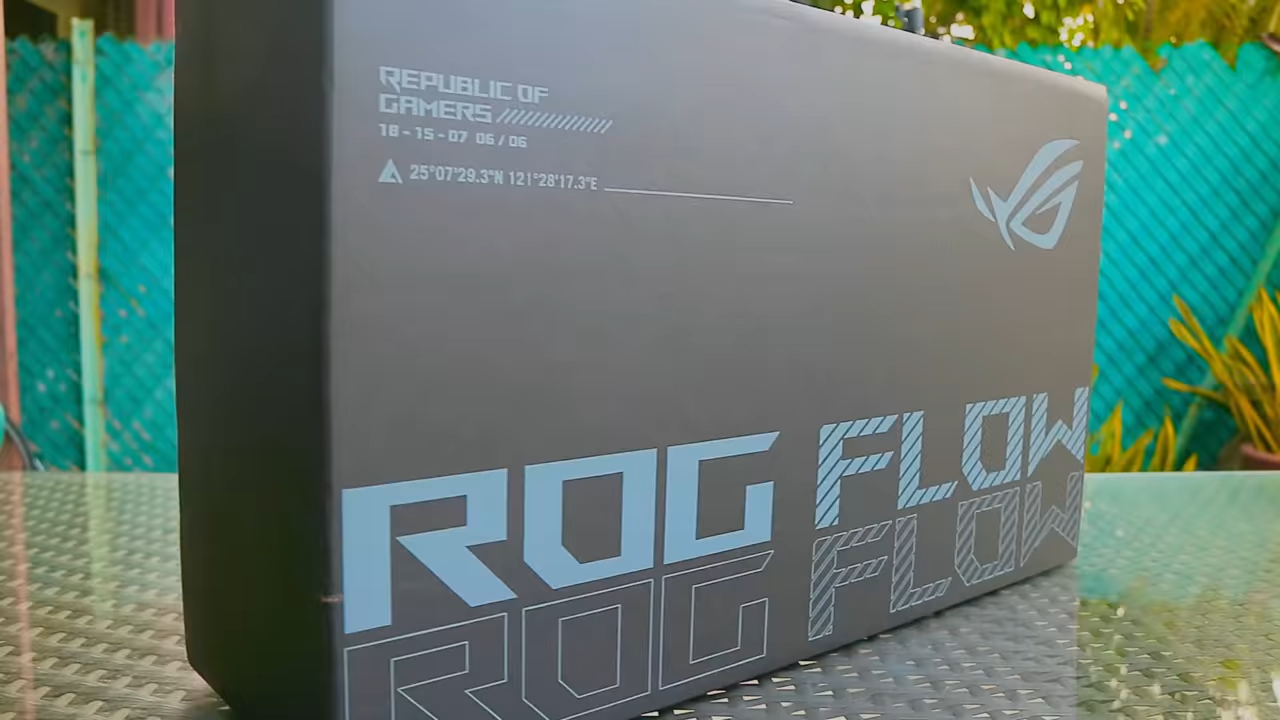 REPUBLIC OF
GAMERS
18-15-07 06/06
25°07'29.3"N 121°28'17.3"E
ROG FLOW
ROG FLOW